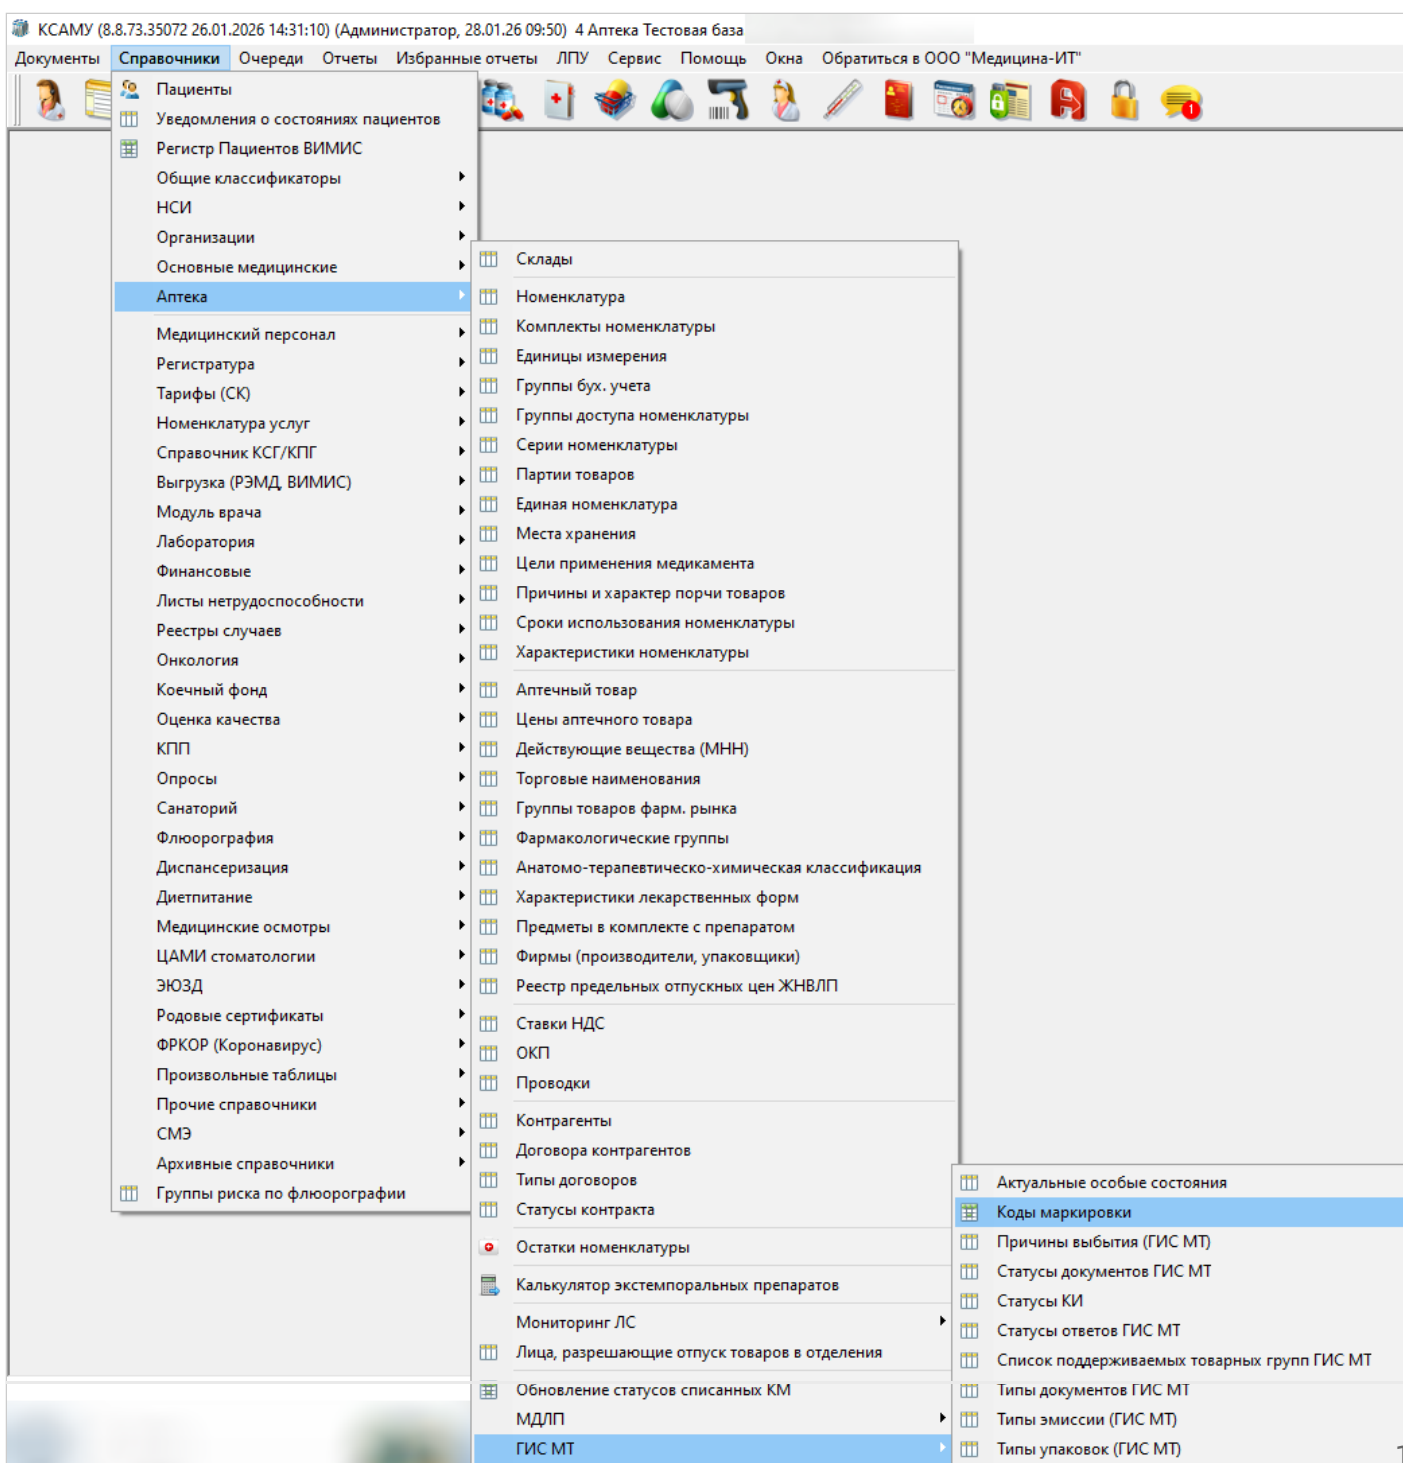 КСАМУ (8.8.73.35072 26.01.2026 14:31:10) (Администратор, 28.01.26 09:50) 4 Аптека Тестовая база
Документы Справочники Очереди Отчеты Избранные отчеты ЛПУ Сервис Помощь Окна Обратиться в ООО "Медицина-ИТ"
1
Пациенты
Уведомления о состояниях пациентов
Регистр Пациентов ВИМИС
Общие классификаторы
НСИ
Организации
Основные медицинские
Аптека
Медицинский персонал
Регистратура
Тарифы (СК)
Номенклатура услуг
Справочник КСГ/КПГ
Выгрузка (РЭМД, ВИМИС)
Модуль врача
Лаборатория
Финансовые
Листы нетрудоспособности
Реестры случаев
Онкология
Коечный фонд
Оценка качества
КПП
Опросы
Санаторий
Флюорография
Диспансеризация
Диетпитание
Медицинские осмотры
ЦАМИ стоматологии
ЭЮЗД
Родовые сертификаты
ФРКОР (Коронавирус)
Произвольные таблицы
Прочие справочники
СМЭ
Архивные справочники
Группы риска по флюорографии
Склады
Номенклатура
Комплекты номенклатуры
Единицы измерения
Группы бух. учета
Группы доступа номенклатуры
Серии номенклатуры
Партии товаров
Единая номенклатура
Места хранения
Цели применения медикамента
Причины и характер порчи товаров
Сроки использования номенклатуры
Характеристики номенклатуры
Аптечный товар
Цены аптечного товара
Действующие вещества (МНН)
Торговые наименования
Группы товаров фарм. рынка
Фармакологические группы
Анатомо-терапевтическо-химическая классификация
Характеристики лекарственных форм
Предметы в комплекте с препаратом
Фирмы (производители, упаковщики)
Реестр предельных отпускных цен ЖНВЛП
Ставки НДС
ОКП
Проводки
Контрагенты
Договора контрагентов
Типы договоров
Статусы контракта
Остатки номенклатуры
Калькулятор экстемпоральных препаратов
Мониторинг ЛС
Лица, разрешающие отпуск товаров в отделения
Обновление статусов списанных КМ
МДЛП
ГИС МТ
Актуальные особые состояния
Коды маркировки
Причины выбытия (ГИС МТ)
Статусы документов ГИС МТ
Статусы КИ
Статусы ответов ГИС МТ
Список поддерживаемых товарных групп ГИС МТ
Типы документов ГИС МТ
Типы эмиссии (ГИС МТ)
Типы упаковок (ГИС МТ)